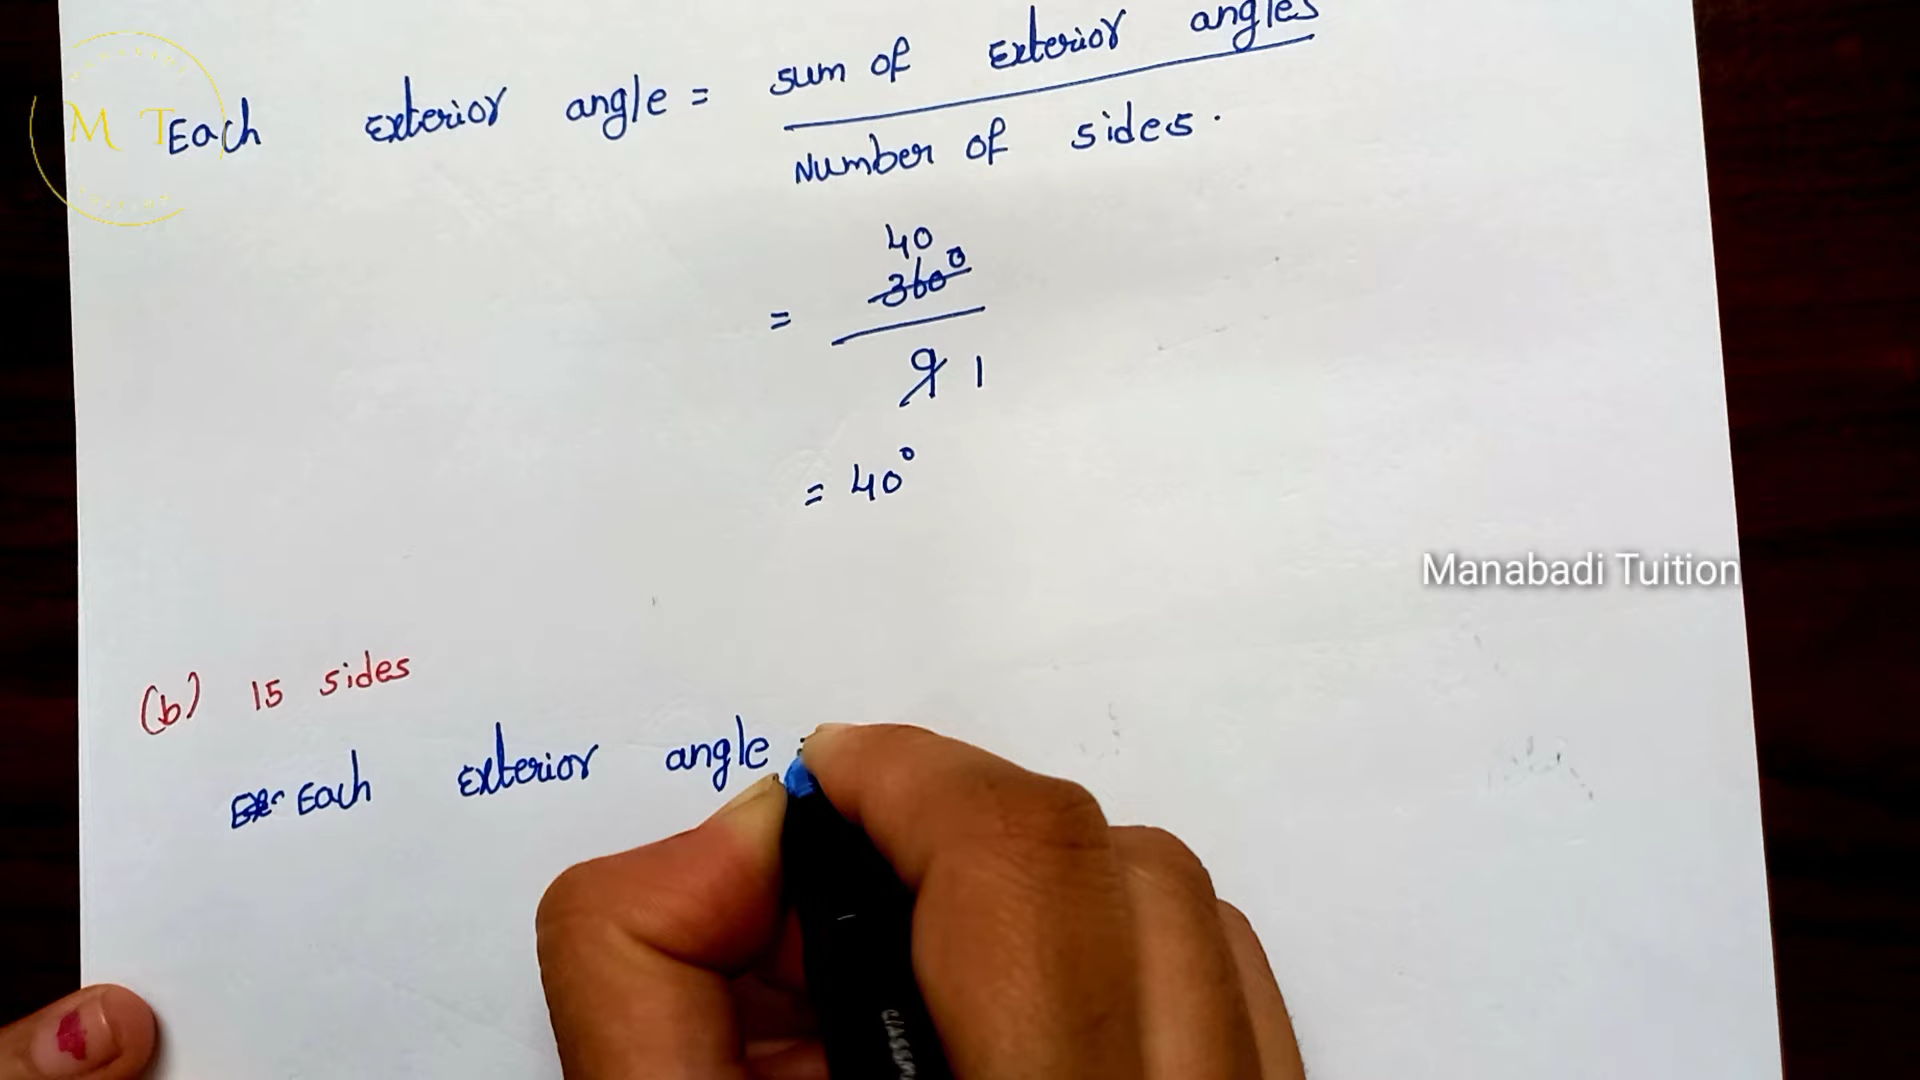 sum of exterior angles
Each exterior angle =
Number of sides.
40
= 360°
9 1
= 40°
Manabadi Tuition
(b) 15 sides
Each exterior angle
M T